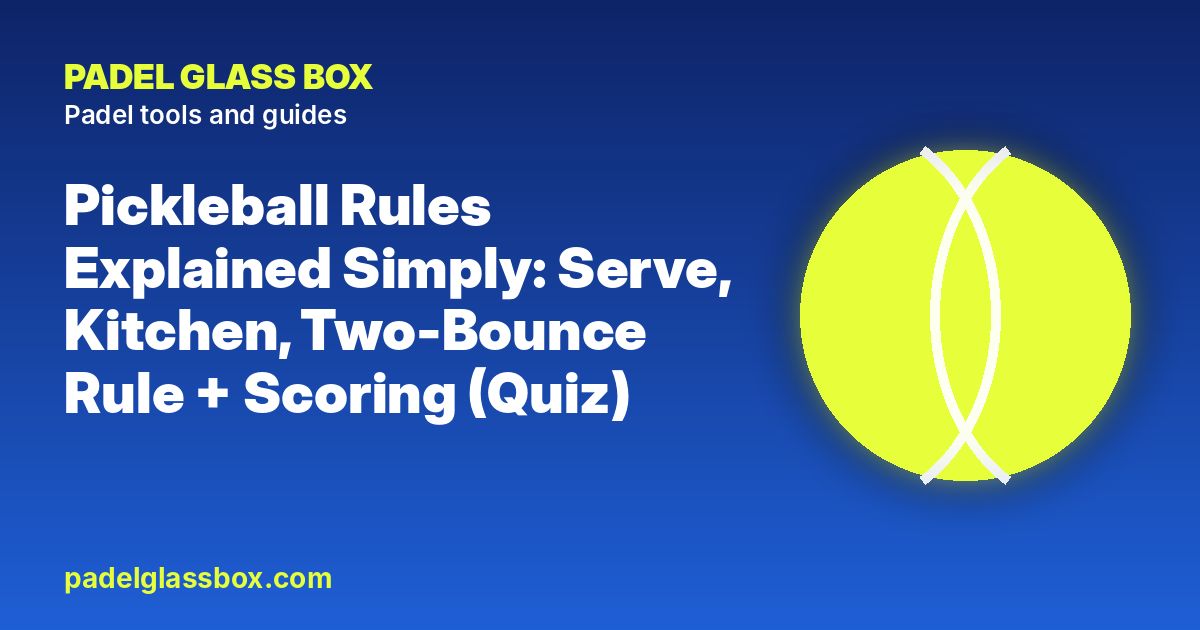 PADEL GLASS BOX
Padel tools and guides
Pickleball Rules
Explained Simply: Serve,
Kitchen, Two-Bounce
Rule + Scoring (Quiz)
padelglassbox.com